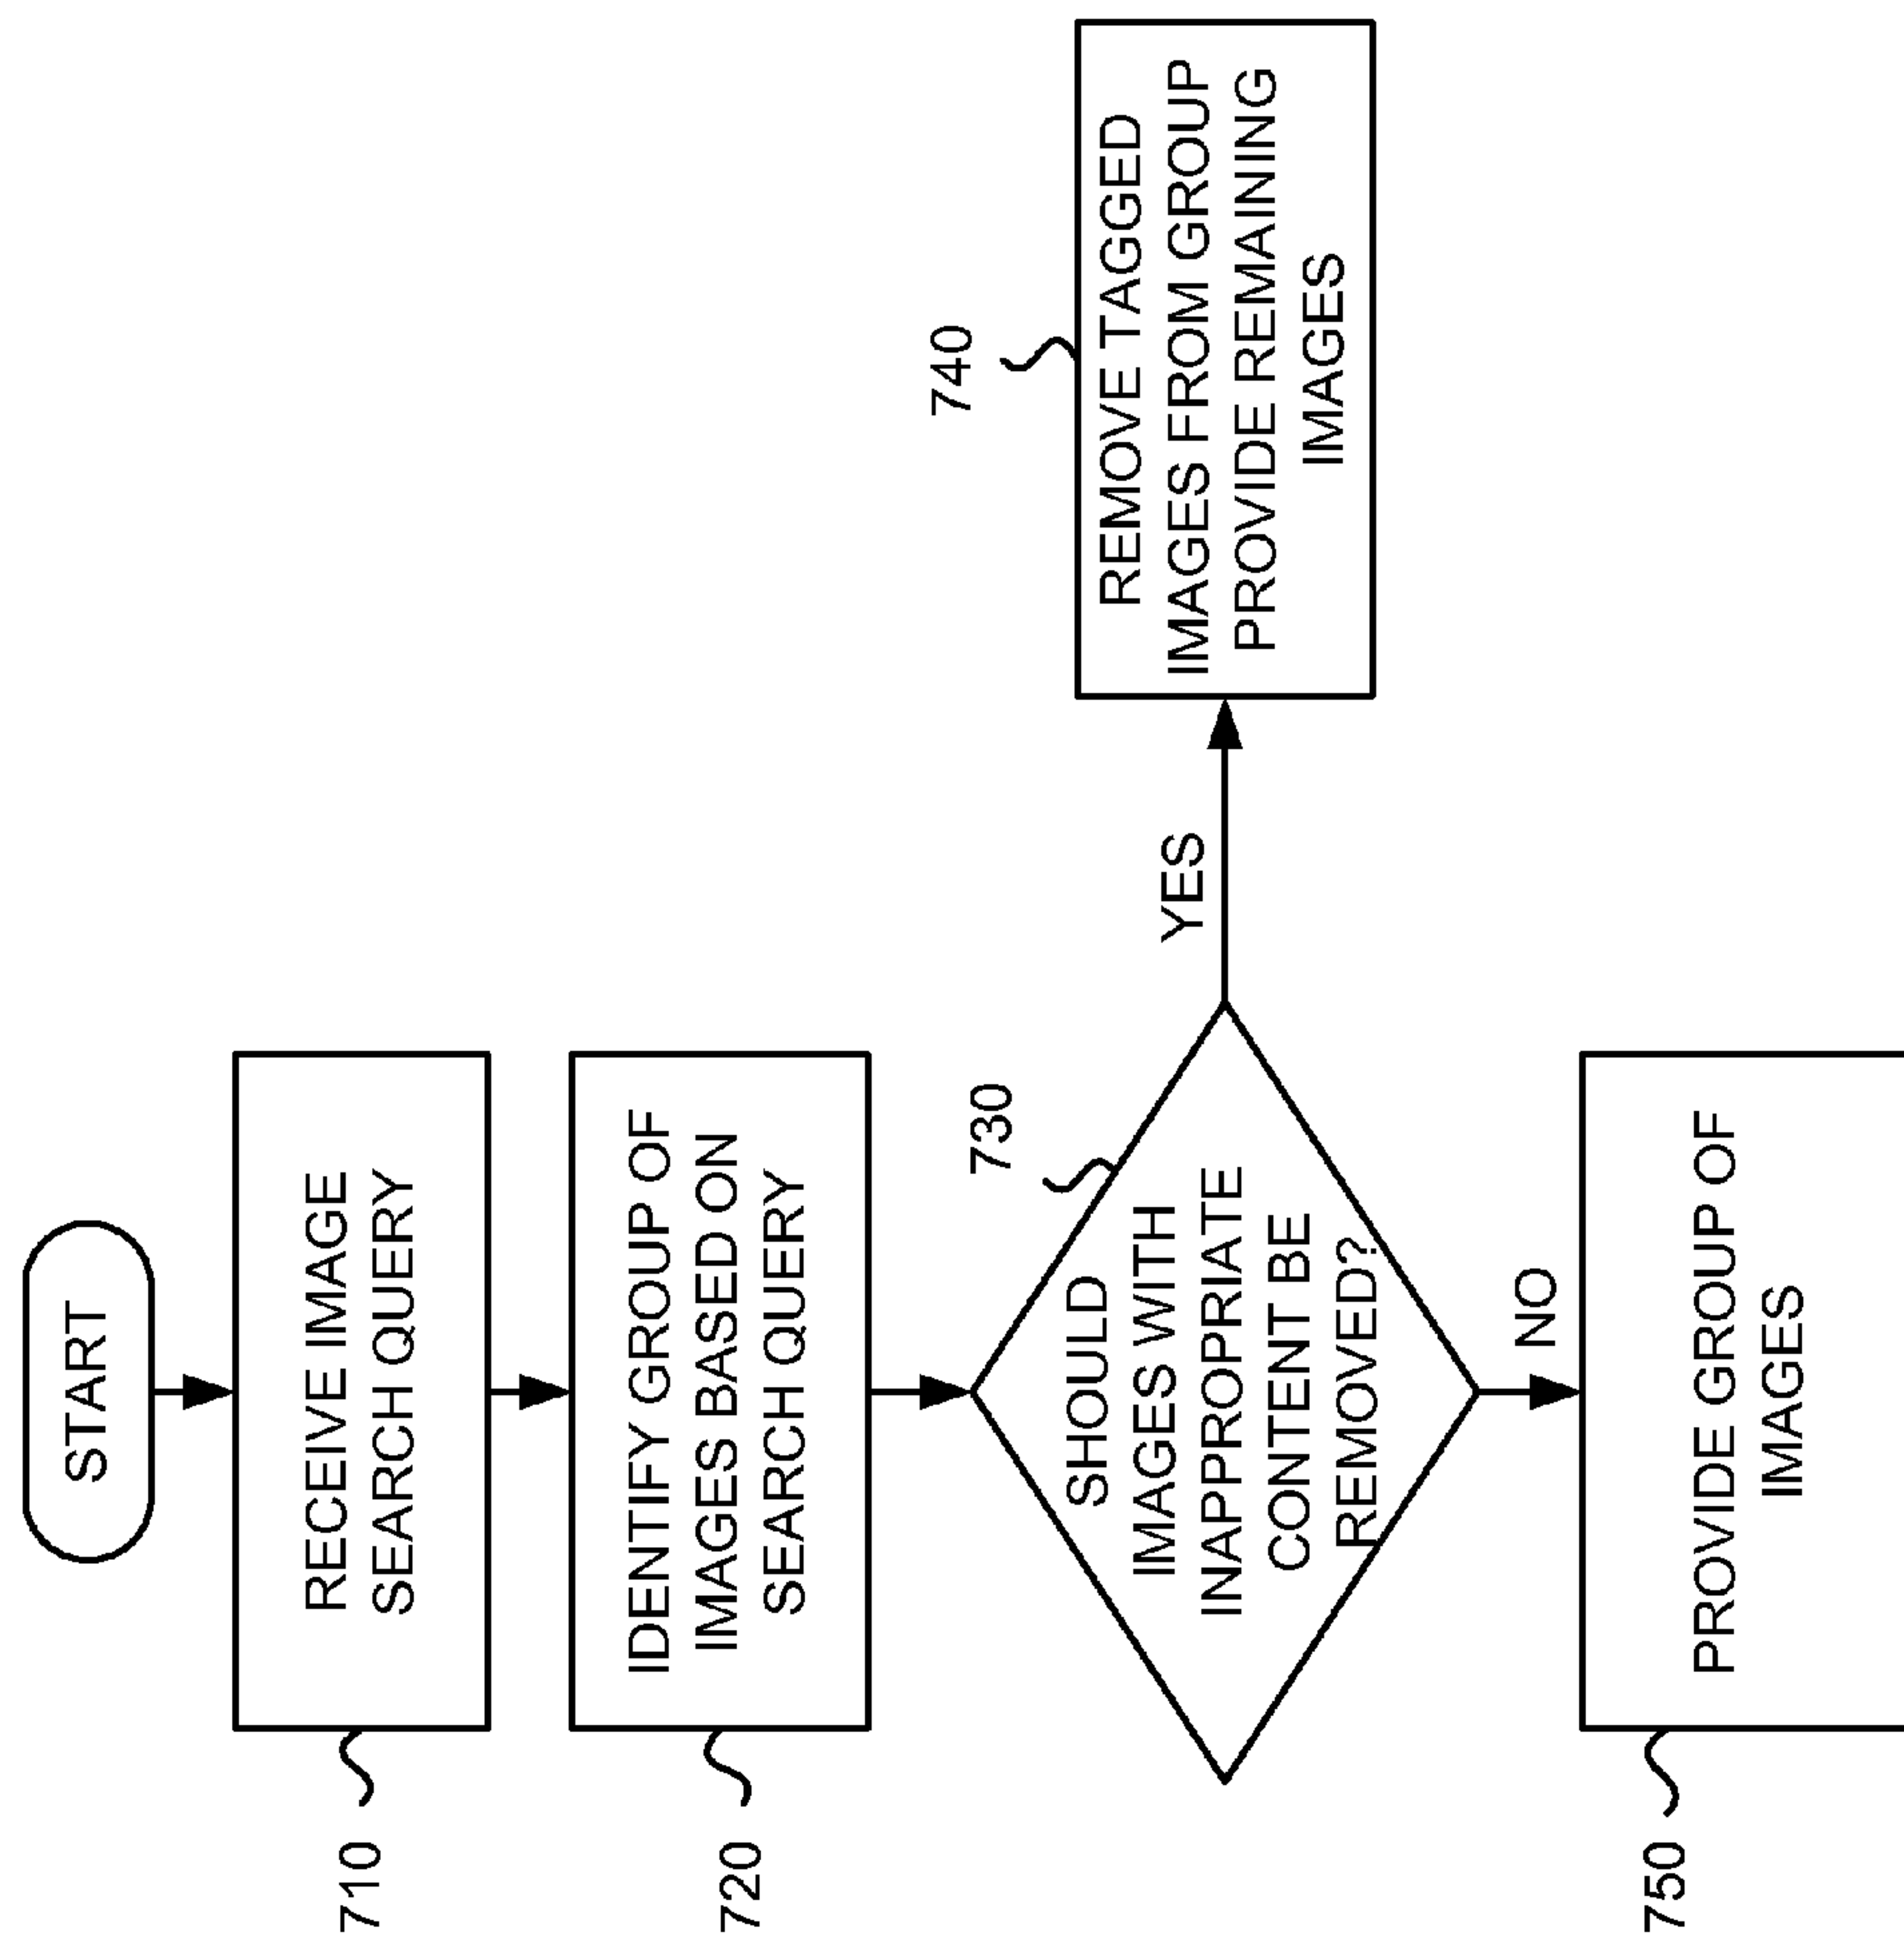 START
710
RECEIVE IMAGE
SEARCH QUERY
720
IDENTIFY GROUP OF
IMAGES BASED ON
SEARCH QUERY
730
SHOULD
IMAGES WITH
INAPPROPRIATE
CONTENT BE
REMOVED?
YES
740
REMOVE TAGGED
IMAGES FROM GROUP
PROVIDE REMAINING
IMAGES
NO
750
PROVIDE GROUP OF
IMAGES